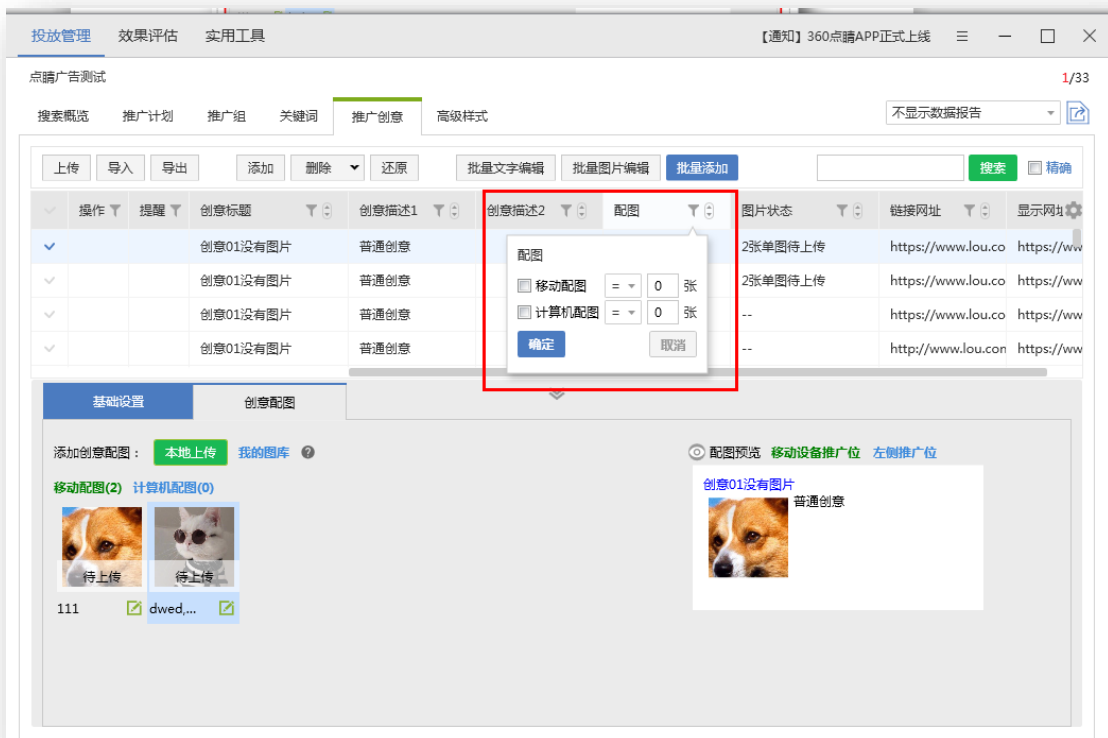 投放管理 效果评估 实用工具 【通知】360点睛APP正式上线
点睛广告测试 1/33
搜索概览 推广计划 推广组 关键词 推广创意 高级样式 不显示数据报告
上传 导入 导出 添加 删除 还原 批量文字编辑 批量图片编辑 批量添加 搜索 精确
操作 提醒 创意标题 创意描述1 创意描述2 配图 图片状态 链接网址 显示网址
创意01没有图片 普通创意 2张单图待上传 https://www.lou.co https://ww
创意01没有图片 普通创意 2张单图待上传 https://www.lou.co https://ww
创意01没有图片 普通创意 -- https://www.lou.co https://ww
创意01没有图片 普通创意 -- http://www.lou.con https://ww
配图
移动配图 = 0 张
计算机配图 = 0 张
确定 取消
基础设置 创意配图
添加创意配图： 本地上传 我的图库 配图预览 移动设备推广位 左侧推广位
移动配图(2) 计算机配图(0)
创意01没有图片
普通创意
待上传 待上传
111 dwed,...